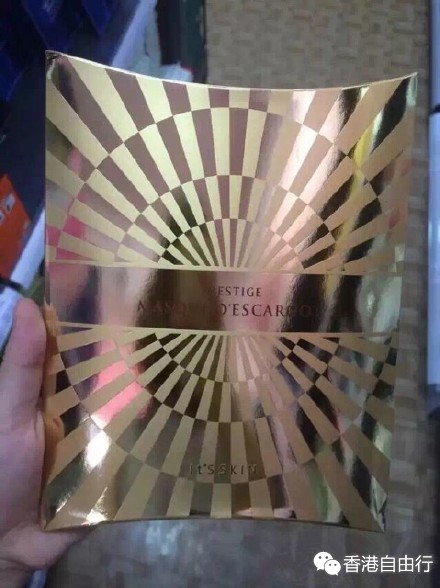 PRESTIGE
MASQUE D'ESCARGOT
It'S SKIN
香港自由行